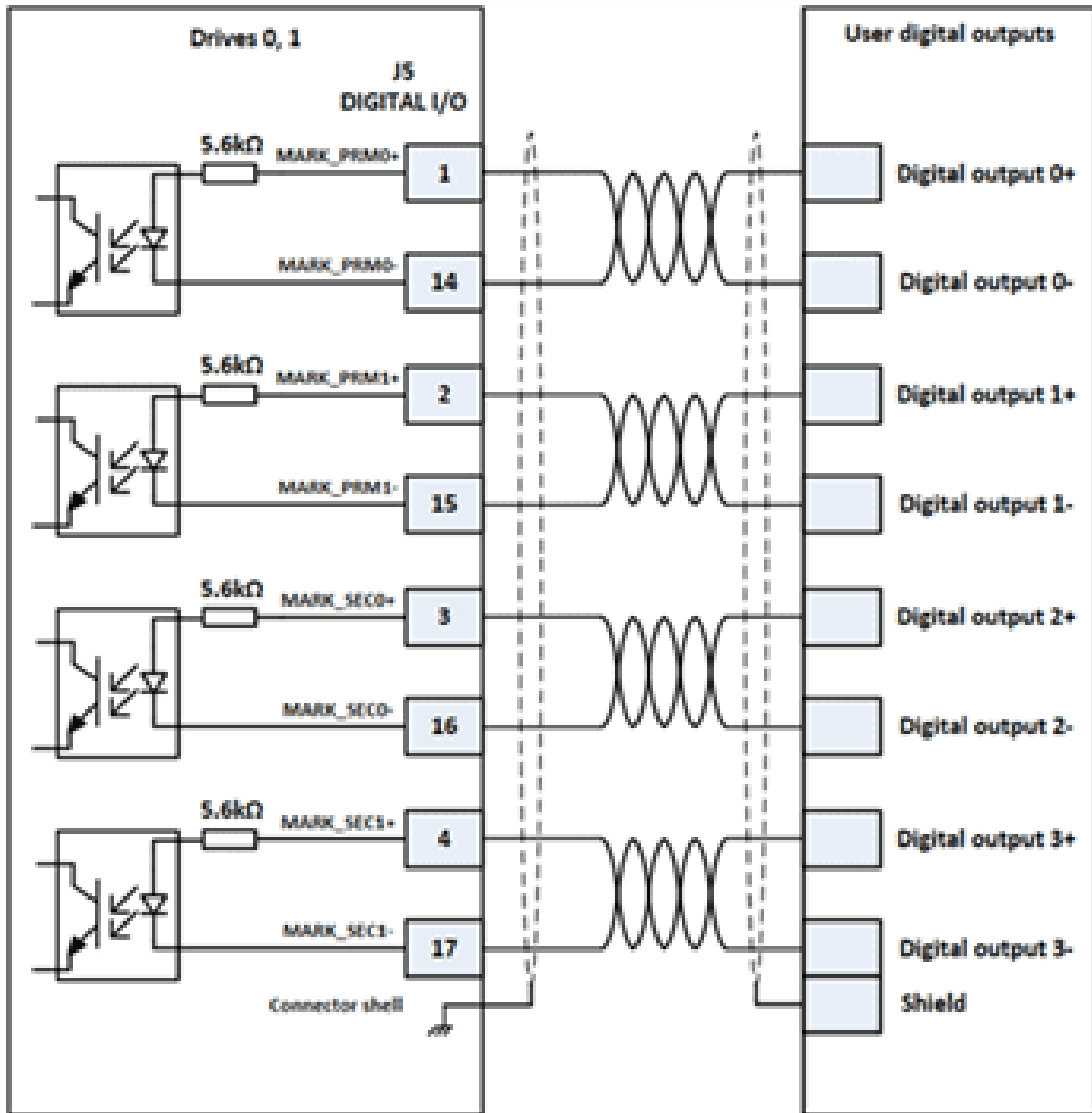 Drives 0, 1
User digital outputs
J5
DIGITAL I/O
5.6kΩ
MARK_PRM0+
1
Digital output 0+
MARK_PRM0-
14
Digital output 0-
5.6kΩ
MARK_PRM1+
2
Digital output 1+
MARK_PRM1-
15
Digital output 1-
5.6kΩ
MARK_SEC0+
3
Digital output 2+
MARK_SEC0-
16
Digital output 2-
5.6kΩ
MARK_SEC1+
4
Digital output 3+
MARK_SEC1-
17
Digital output 3-
Connector shell
Shield